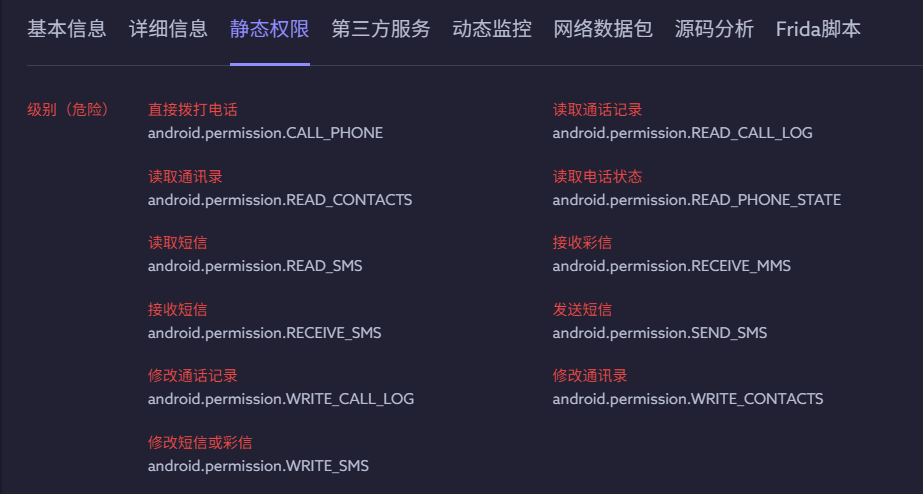 基本信息 详细信息 静态权限 第三方服务 动态监控 网络数据包 源码分析 Frida脚本
级别（危险） 直接拨打电话 读取通话记录
android.permission.CALL_PHONE android.permission.READ_CALL_LOG
读取通讯录 读取电话状态
android.permission.READ_CONTACTS android.permission.READ_PHONE_STATE
读取短信 接收彩信
android.permission.READ_SMS android.permission.RECEIVE_MMS
接收短信 发送短信
android.permission.RECEIVE_SMS android.permission.SEND_SMS
修改通话记录 修改通讯录
android.permission.WRITE_CALL_LOG android.permission.WRITE_CONTACTS
修改短信或彩信
android.permission.WRITE_SMS